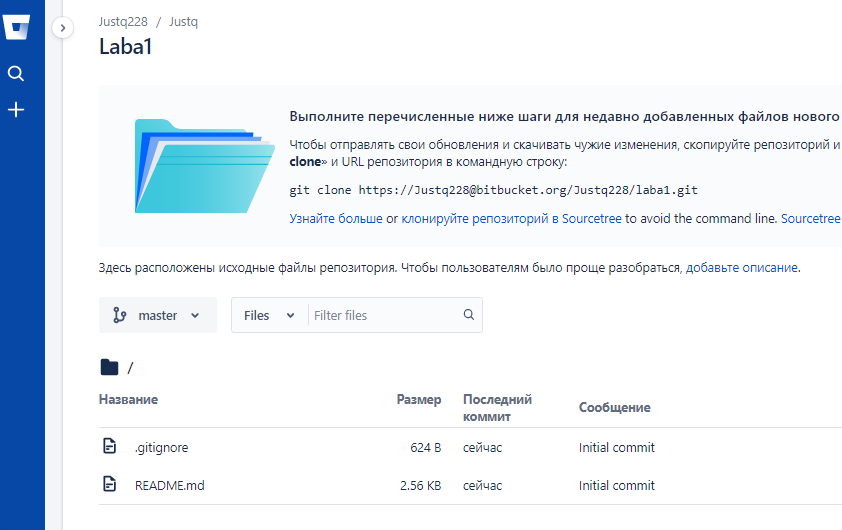 Justq228 / Justq
Laba1
Выполните перечисленные ниже шаги для недавно добавленных файлов нового
Чтобы отправлять свои обновления и скачивать чужие изменения, скопируйте репозиторий и
clone» и URL репозитория в командную строку:
git clone https://Justq228@bitbucket.org/Justq228/laba1.git
Узнайте больше or клонируйте репозиторий в Sourcetree to avoid the command line. Sourcetree
Здесь расположены исходные файлы репозитория. Чтобы пользователям было проще разобраться, добавьте описание.
master Files Filter files
/
Название Размер Последний коммит Сообщение
.gitignore 624 B сейчас Initial commit
README.md 2.56 KB сейчас Initial commit